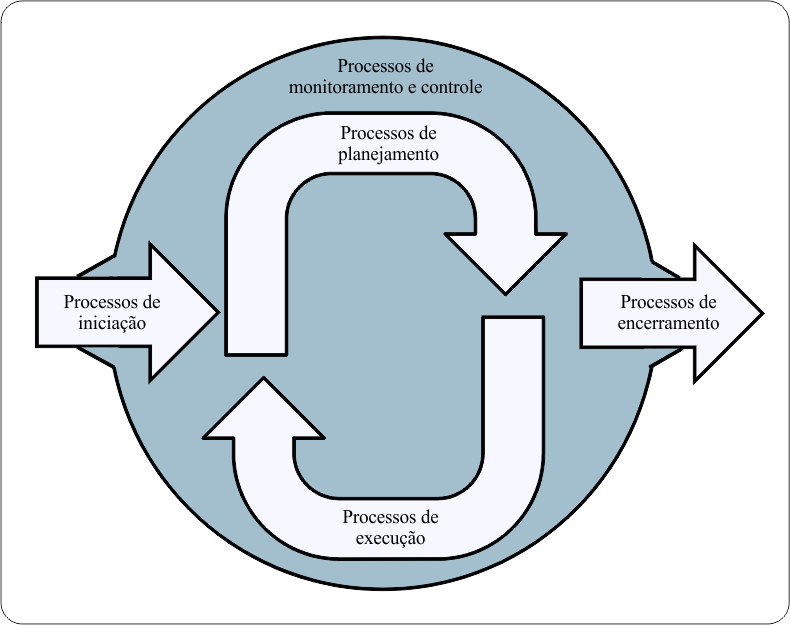 Processos de
monitoramento e controle
Processos de
planejamento
Processos de
iniciação
Processos de
encerramento
Processos de
execução